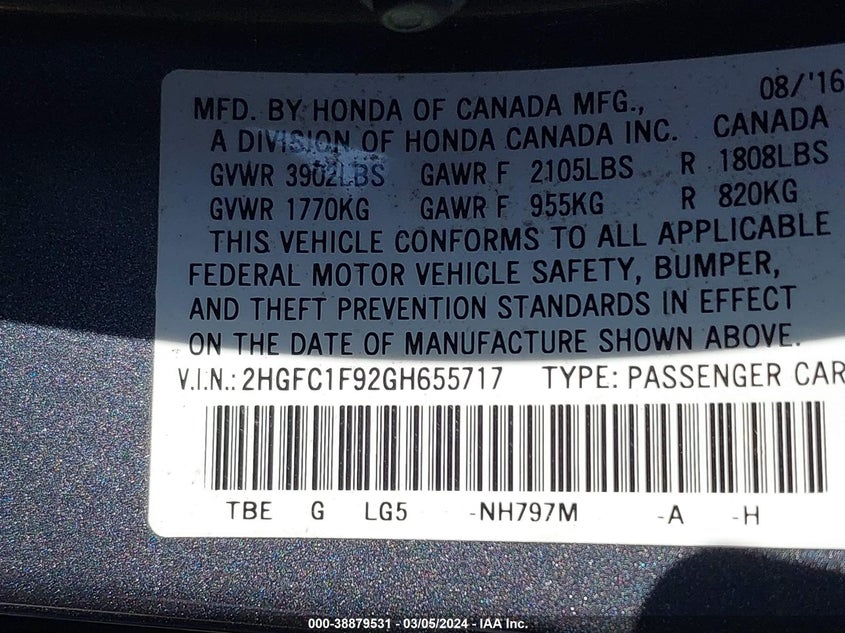 08/'16
MFD. BY HONDA OF CANADA MFG.,
A DIVISION OF HONDA CANADA INC. CANADA
GVWR 3902LBS GAWR F 2105LBS R 1808LBS
GVWR 1770KG GAWR F 955KG R 820KG
THIS VEHICLE CONFORMS TO ALL APPLICABLE
FEDERAL MOTOR VEHICLE SAFETY, BUMPER,
AND THEFT PREVENTION STANDARDS IN EFFECT
ON THE DATE OF MANUFACTURE SHOWN ABOVE.
V.I.N.: 2HGFC1F92GH655717 TYPE: PASSENGER CAR
TBE G LG5 -NH797M -A -H
000-38879531 - 03/05/2024 - IAA Inc.